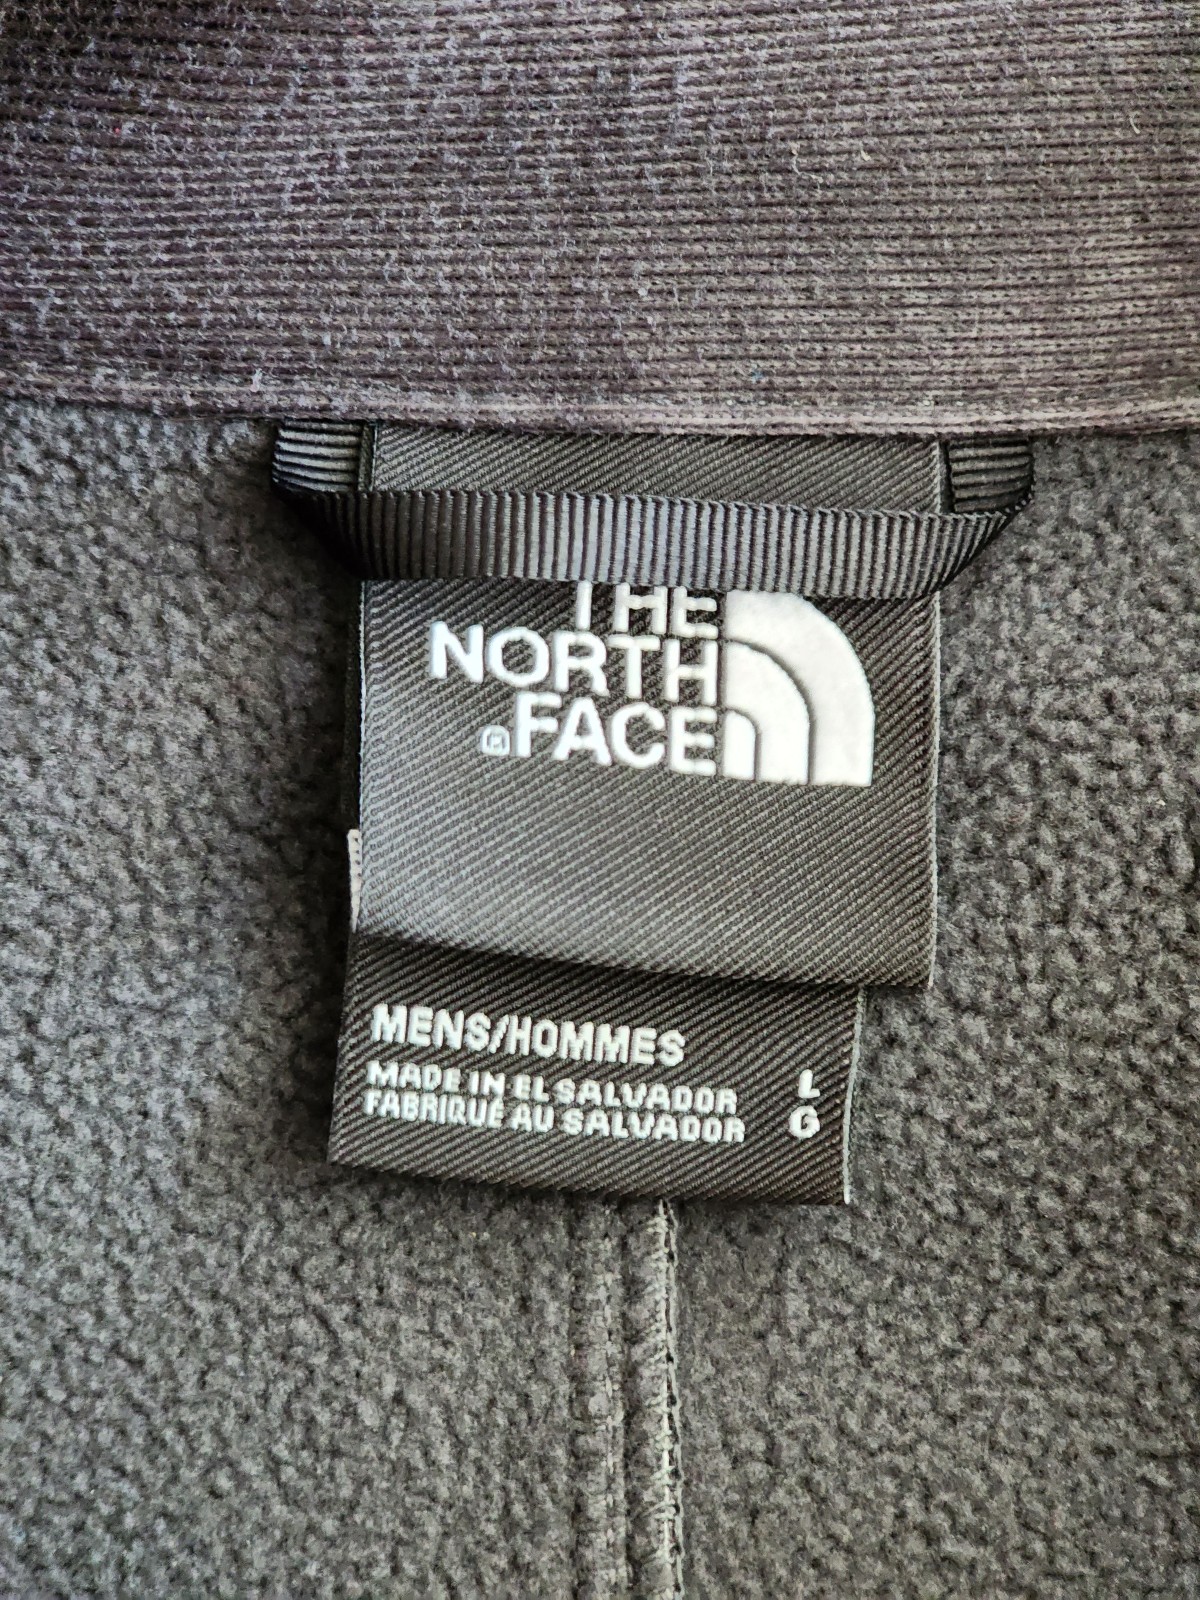 THE
NORTH
®FACE
MENS/HOMMES
MADE IN EL SALVADOR L
FABRIQUÉ AU SALVADOR G